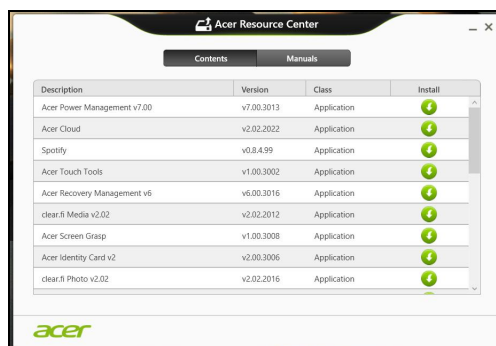 Acer Resource Center
Contents Manuals
Description Version Class Install
Acer Power Management v7.00 v7.00.3013 Application
Acer Cloud v2.02.2022 Application
Spotify v0.8.4.99 Application
Acer Touch Tools v1.00.3002 Application
Acer Recovery Management v6 v6.00.3016 Application
clear.fi Media v2.02 v2.02.2012 Application
Acer Screen Grasp v1.00.3008 Application
Acer Identity Card v2 v2.00.3006 Application
clear.fi Photo v2.02 v2.02.2016 Application
acer